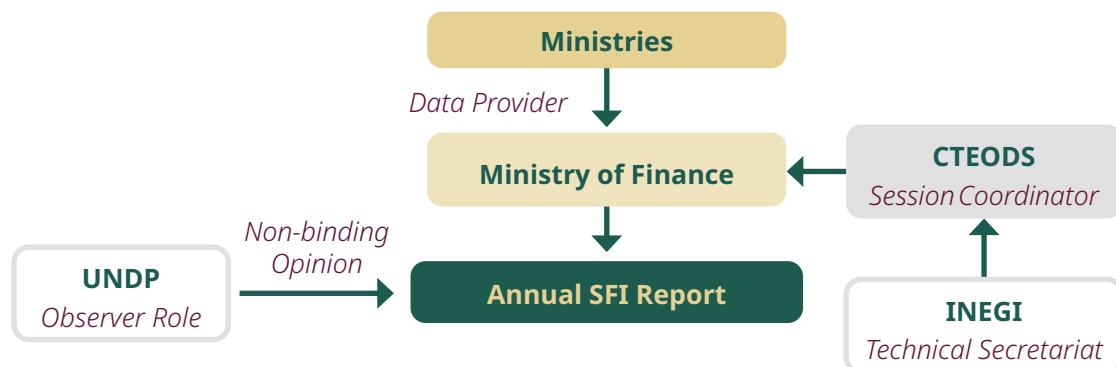 Ministries
Data Provider
Ministry of Finance
CTEODS
Session Coordinator
Non-binding
Opinion
UNDP
Observer Role
Annual SFI Report
INEGI
Technical Secretariat